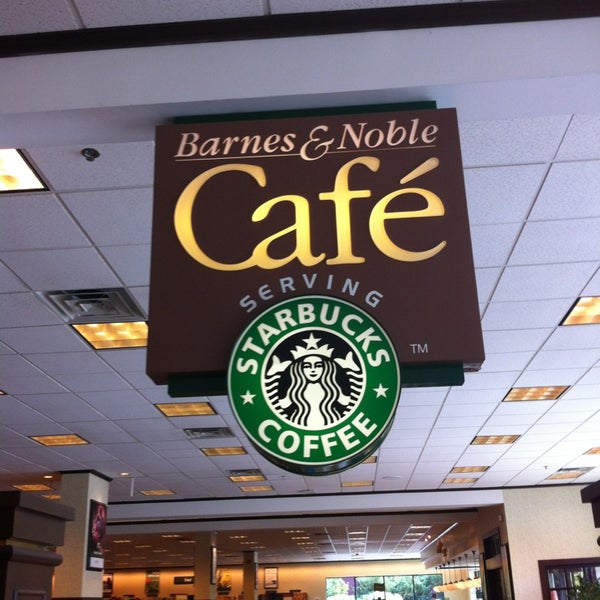 Barnes & Noble
Café
SERVING
STARBUCKS
COFFEE
TM